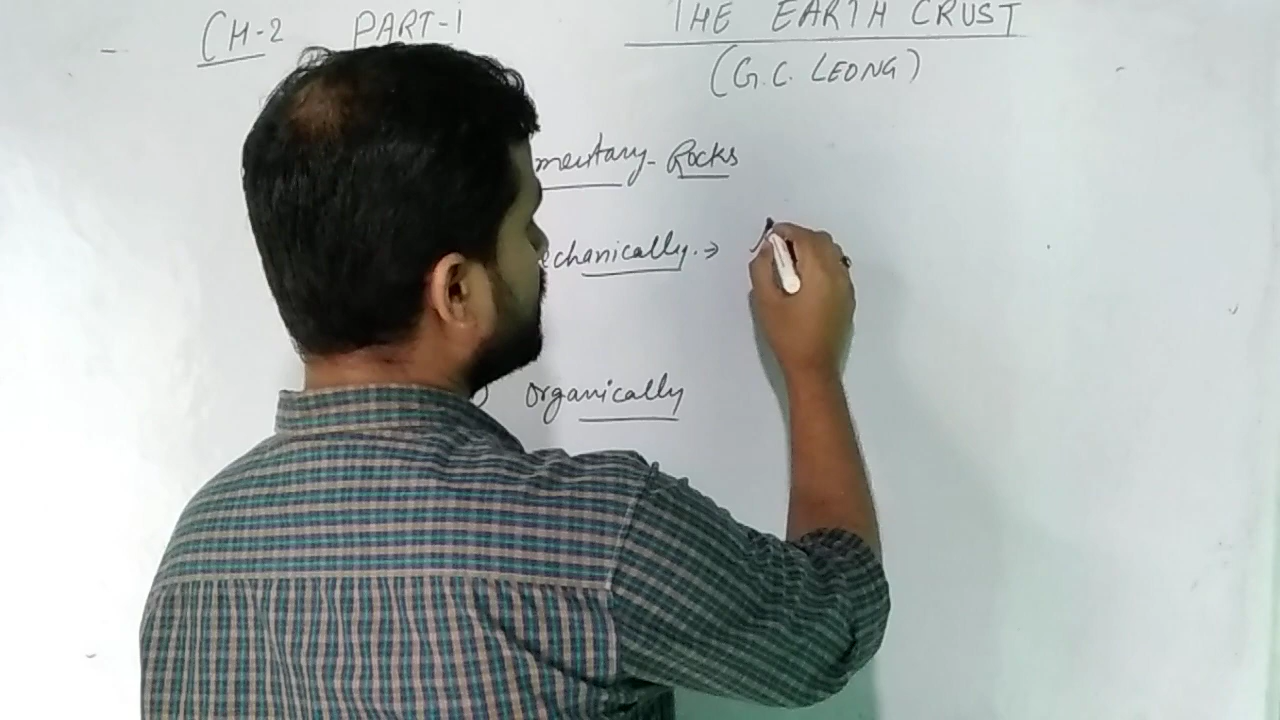 CH-2 PART-1 THE EARTH CRUST
(G.C. LEONG)
mentary Rocks
echanically. →
Organically